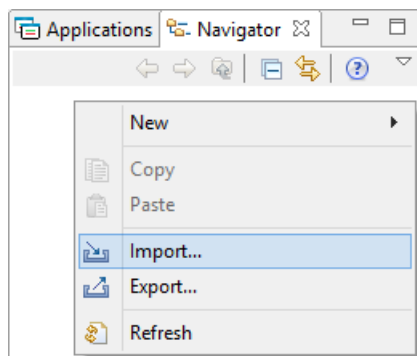 Applications Navigator
New
Copy
Paste
Import...
Export...
Refresh